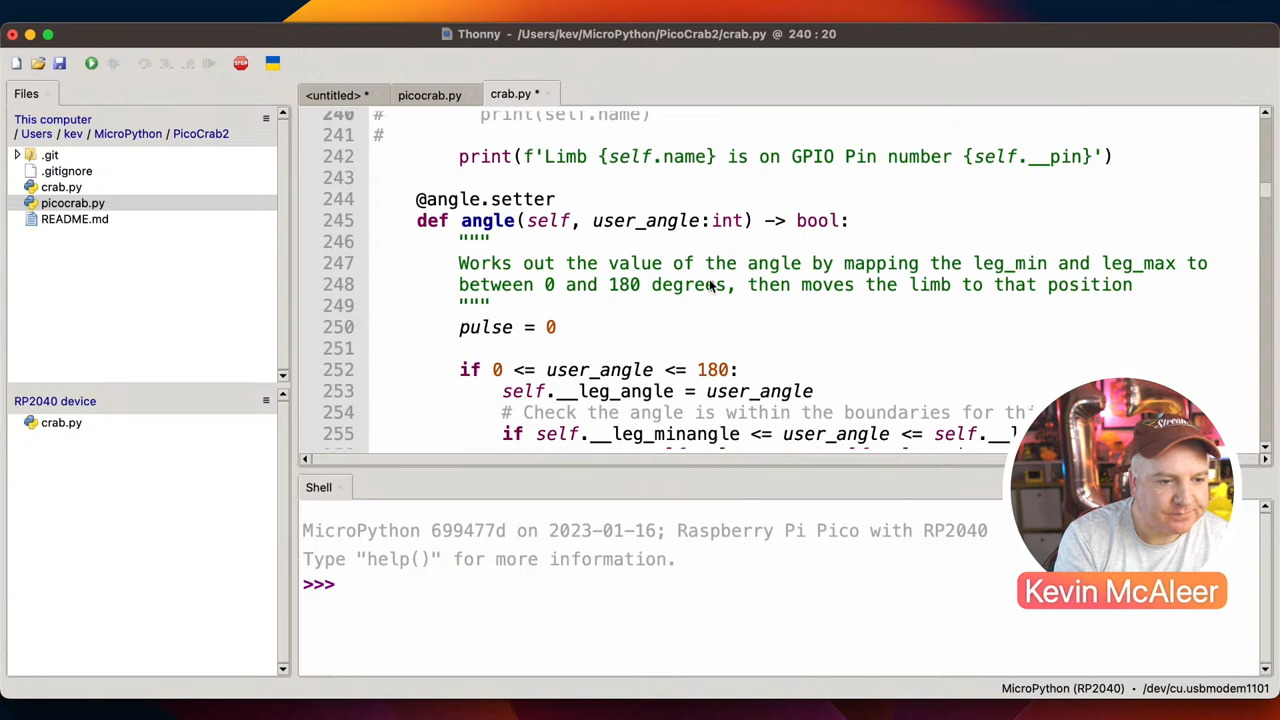 Thonny - /Users/kev/MicroPython/PicoCrab2/crab.py @ 240 : 20
STOP
Files
<untitled> *
picocrab.py
crab.py *
This computer
/ Users / kev / MicroPython / PicoCrab2
.git
.gitignore
crab.py
picocrab.py
README.md
RP2040 device
crab.py
240 # print(self.name)
241 #
242 print(f'Limb {self.name} is on GPIO Pin number {self.__pin}')
243
244 @angle.setter
245 def angle(self, user_angle:int) -> bool:
246 """
247 Works out the value of the angle by mapping the leg_min and leg_max to
248 between 0 and 180 degrees, then moves the limb to that position
249 """
250 pulse = 0
251
252 if 0 <= user_angle <= 180:
253 self.__leg_angle = user_angle
254 # Check the angle is within the boundaries for
255 if self.__leg_minangle <= user_angle <= self.__l
Shell
MicroPython 699477d on 2023-01-16; Raspberry Pi Pico with RP2040
Type "help()" for more information.
>>>
Kevin McAleer
MicroPython (RP2040) • /dev/cu.usbmodem1101